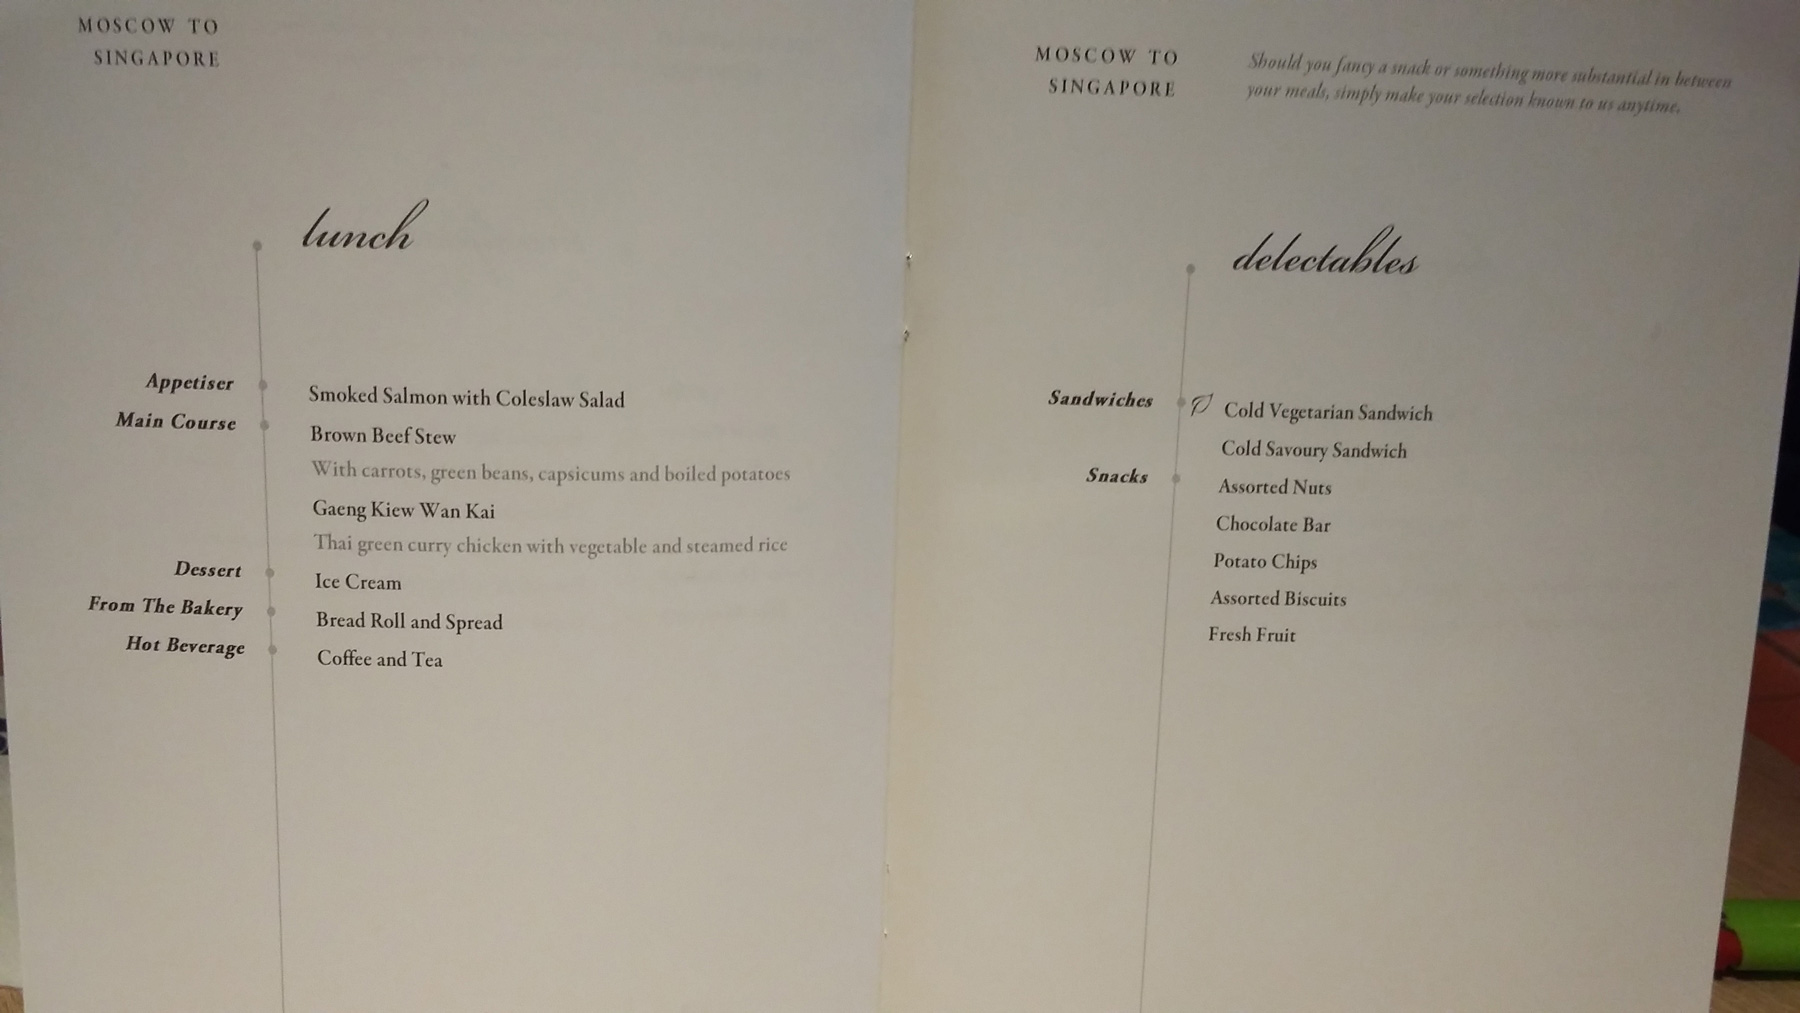 MOSCOW TO
SINGAPORE
lunch
Appetiser
Smoked Salmon with Coleslaw Salad
Main Course
Brown Beef Stew
With carrots, green beans, capsicums and boiled potatoes
Gaeng Kiew Wan Kai
Thai green curry chicken with vegetable and steamed rice
Dessert
Ice Cream
From The Bakery
Bread Roll and Spread
Hot Beverage
Coffee and Tea
MOSCOW TO
SINGAPORE
Should you fancy a snack or something more substantial in between
your meals, simply make your selection known to us anytime.
delectables
Sandwiches
Cold Vegetarian Sandwich
Cold Savoury Sandwich
Snacks
Assorted Nuts
Chocolate Bar
Potato Chips
Assorted Biscuits
Fresh Fruit